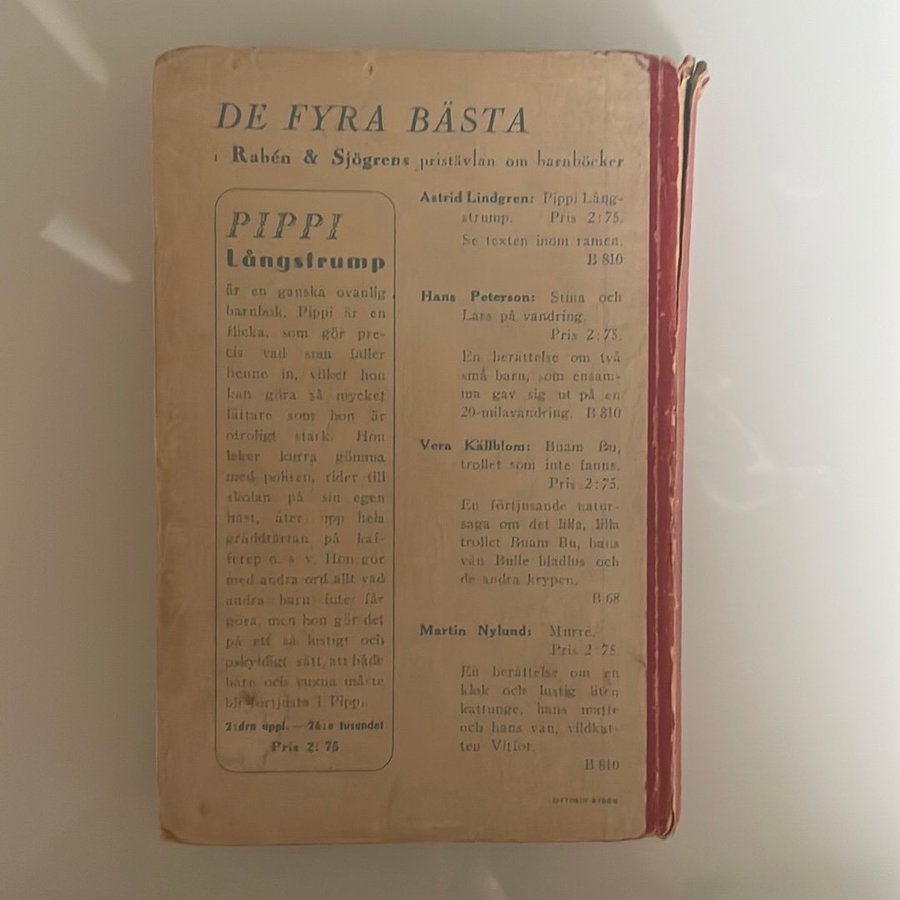 DE FYRA BÄSTA
i Rabén & Sjögrens pristävlan om barnböcker
PIPPI
Långstrump
är en ganska ovanlig
barnbok. Pippi är en
flicka, som gör pre-
cis vad som faller
henne in, vilket hon
kan göra så mycket
lättare som hon är
otroligt stark. Hon
leker kurra gömma
med polisen, rider till
skolan på sin egen
häst, äter upp hela
gräddtårtan på kaf-
ferep o. s. v. Hon gör
med andra ord allt vad
andra barn inte får
göra, men hon gör det
på ett så lustigt och
oskyldigt sätt, att både
barn och vuxna måste
bli förtjusta i Pippi.
2:dra uppl. — 26:e tusendet
Pris 2: 75
Astrid Lindgren: Pippi Lång-
strump. Pris 2:75.
Se texten inom ramen.
B 810
Hans Peterson: Stina och
Lars på vandring.
Pris 2:75.
En berättelse om två
små barn, som ensam-
ma gav sig ut på en
20-milavandring. B 810
Vera Källblom: Buam Bu,
trollet som inte fanns.
Pris 2:75.
En förtjusande natur-
saga om det lilla, lilla
trollet Buam Bu, hans
vän Bulle bladlus och
de andra krypen.
B 68
Martin Nylund: Murre.
Pris 2:75
En berättelse om en
klok och lustig liten
kattunge, hans matte
och hans vän, vildkat-
ten Vitfot.
B 810